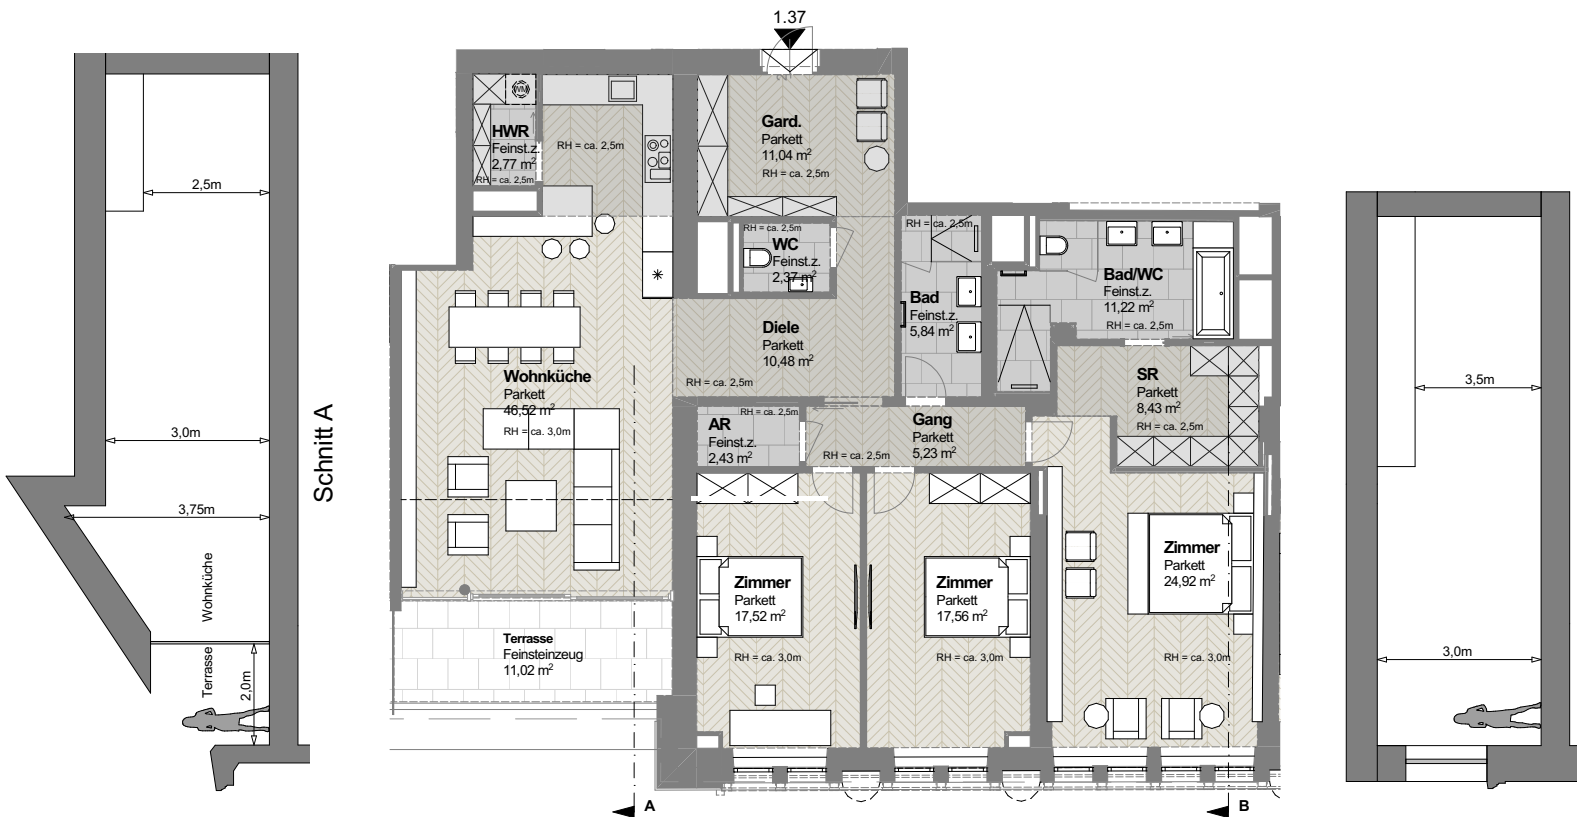 1.37
2,5m
3,0m
3,75m
Wohnküche
Terrasse
2,0m
Schnitt A
HWR
Feinst.z.
2,77 m²
RH = ca. 2,5m
RH = ca. 2,5m
WM
Gard.
Parkett
11,04 m²
RH = ca. 2,5m
RH = ca. 2,5m
WC
Feinst.z.
2,37 m²
RH = ca. 2,5m
Bad
Feinst.z.
5,84 m²
Bad/WC
Feinst.z.
11,22 m²
RH = ca. 2,5m
Diele
Parkett
10,48 m²
RH = ca. 2,5m
Wohnküche
Parkett
46,52 m²
RH = ca. 3,0m
RH = ca. 2,5m
AR
Feinst.z.
2,43 m²
Gang
Parkett
5,23 m²
RH = ca. 2,5m
SR
Parkett
8,43 m²
RH = ca. 2,5m
Zimmer
Parkett
17,52 m²
RH = ca. 3,0m
Zimmer
Parkett
17,56 m²
RH = ca. 3,0m
Zimmer
Parkett
24,92 m²
RH = ca. 3,0m
Terrasse
Feinsteinzeug
11,02 m²
A
B
3,5m
3,0m